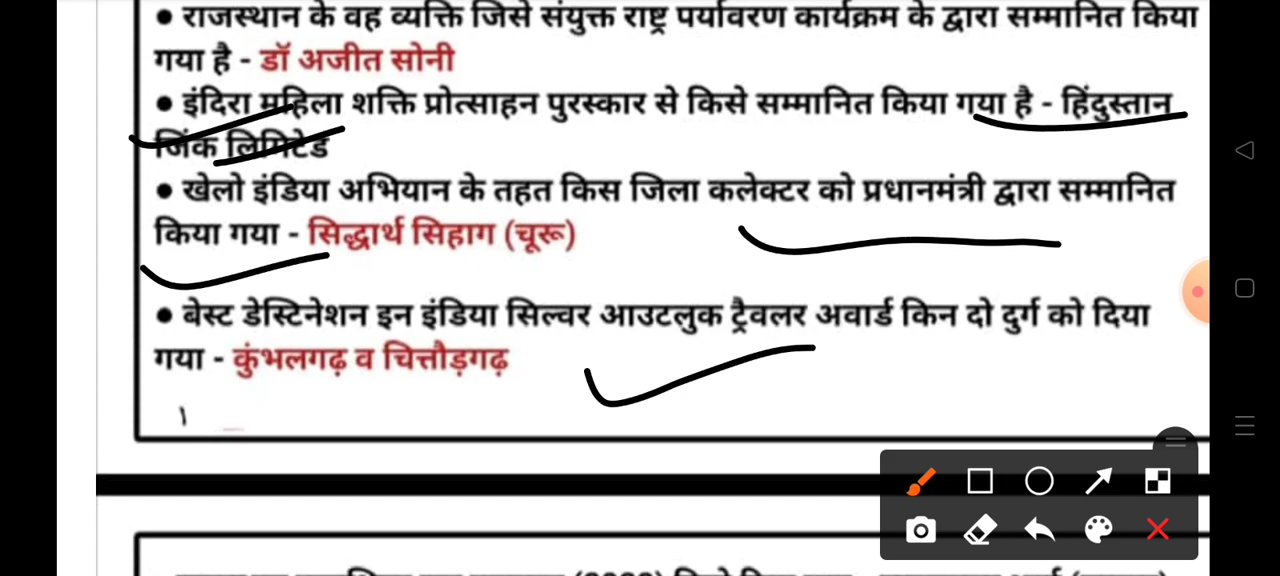 ● राजस्थान के वह व्यक्ति जिसे संयुक्त राष्ट्र पर्यावरण कार्यक्रम के द्वारा सम्मानित किया
गया है - डॉ अजीत सोनी
● इंदिरा महिला शक्ति प्रोत्साहन पुरस्कार से किसे सम्मानित किया गया है - हिंदुस्तान
जिंक लिमिटेड
● खेलो इंडिया अभियान के तहत किस जिला कलेक्टर को प्रधानमंत्री द्वारा सम्मानित
किया गया - सिद्धार्थ सिहाग (चूरू)
● बेस्ट डेस्टिनेशन इन इंडिया सिल्वर आउटलुक ट्रैवलर अवार्ड किन दो दुर्ग को दिया
गया - कुंभलगढ़ व चित्तौड़गढ़